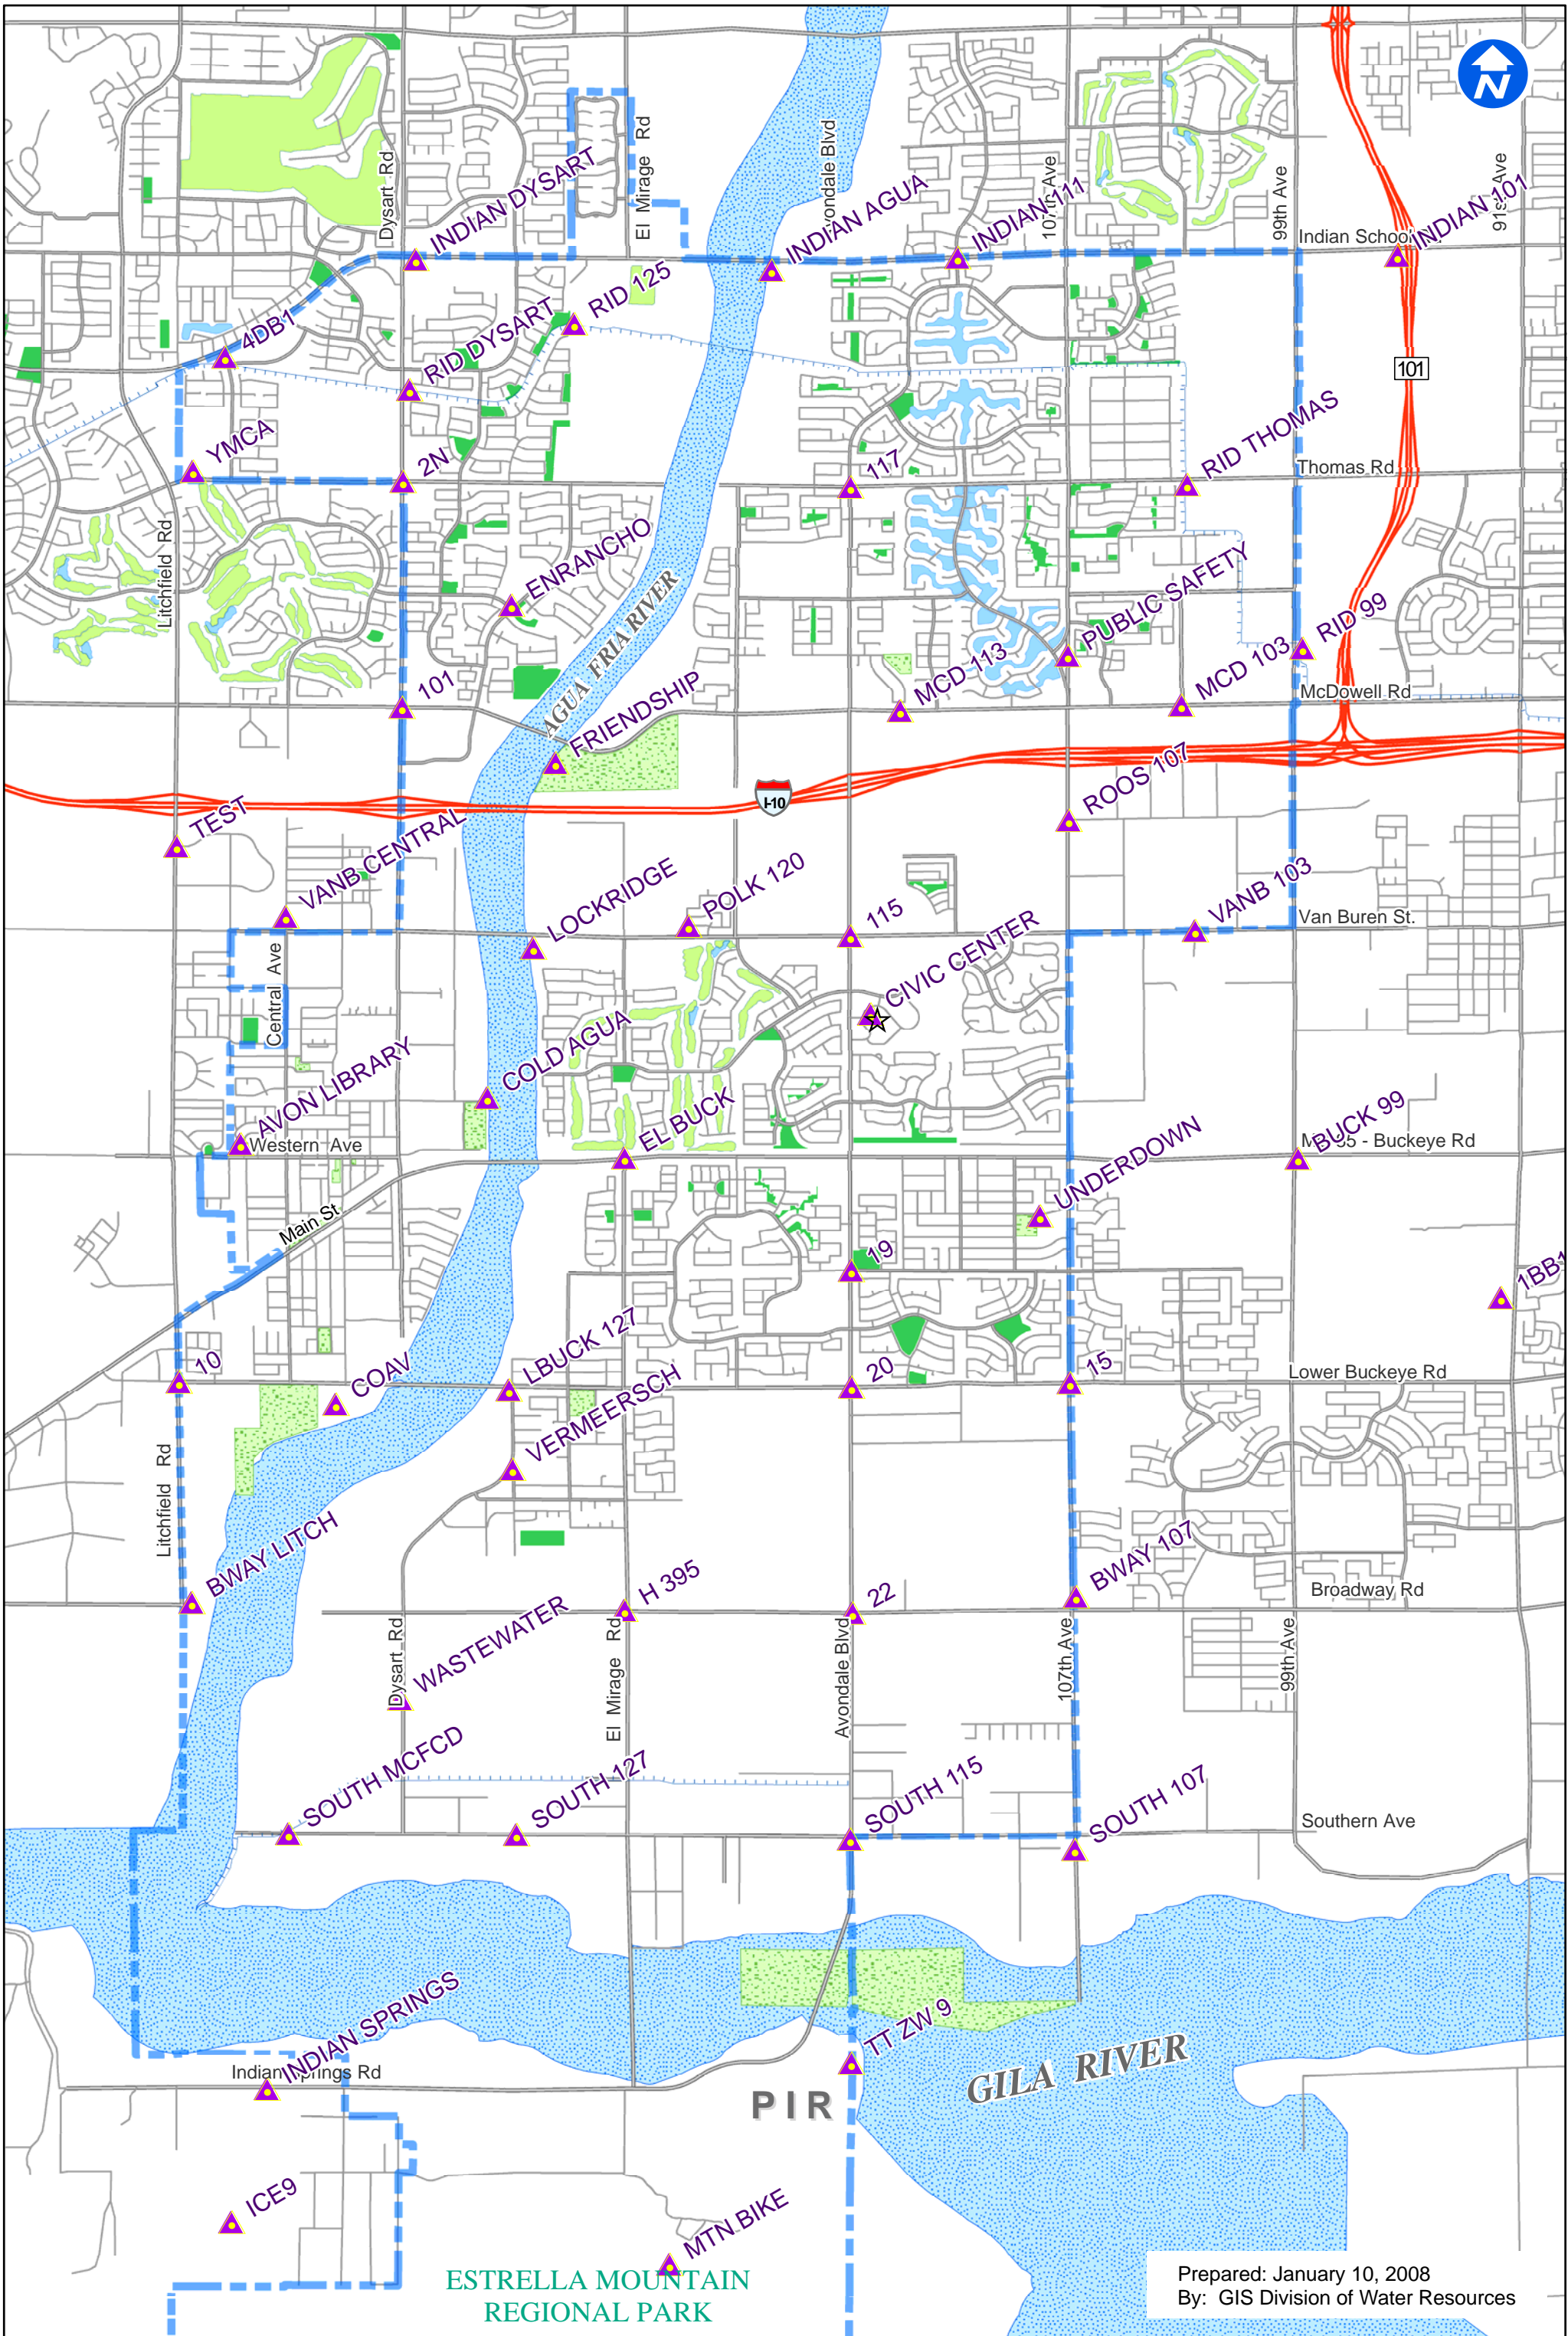 N
El Mirage Rd
Avondale Blvd
Dysart Rd
107th Ave
99th Ave
91st Ave
INDIAN DYSART
INDIAN AGUA
INDIAN 111
INDIAN 101
Indian School
RID 125
4DB1
RID DYSART
101
YMCA
2N
117
RID THOMAS
Thomas Rd
Litchfield Rd
ENRANCHO
AGUA FRIA RIVER
PUBLIC SAFETY
RID 99
101
FRIENDSHIP
MCD 113
MCD 103
McDowell Rd
I-10
TEST
ROOS 107
VANB CENTRAL
LOCKRIDGE
POLK 120
115
VANB 103
Van Buren St.
Central Ave
CIVIC CENTER
COLD AGUA
AVON LIBRARY
Western Ave
EL BUCK
BUCK 99
- Buckeye Rd
UNDERDOWN
Main St
19
1BB1
10
COAV
LBUCK 127
20
15
Lower Buckeye Rd
VERMEERSCH
Litchfield Rd
BWAY LITCH
H 395
22
BWAY 107
Broadway Rd
WASTEWATER
Dysart Rd
El Mirage Rd
Avondale Blvd
107th Ave
99th Ave
SOUTH MCFCD
SOUTH 127
SOUTH 115
SOUTH 107
Southern Ave
INDIAN SPRINGS
Indian Springs Rd
TT ZW 9
GILA RIVER
PIR
ICE9
MTN BIKE
ESTRELLA MOUNTAIN
REGIONAL PARK
Prepared: January 10, 2008
By: GIS Division of Water Resources